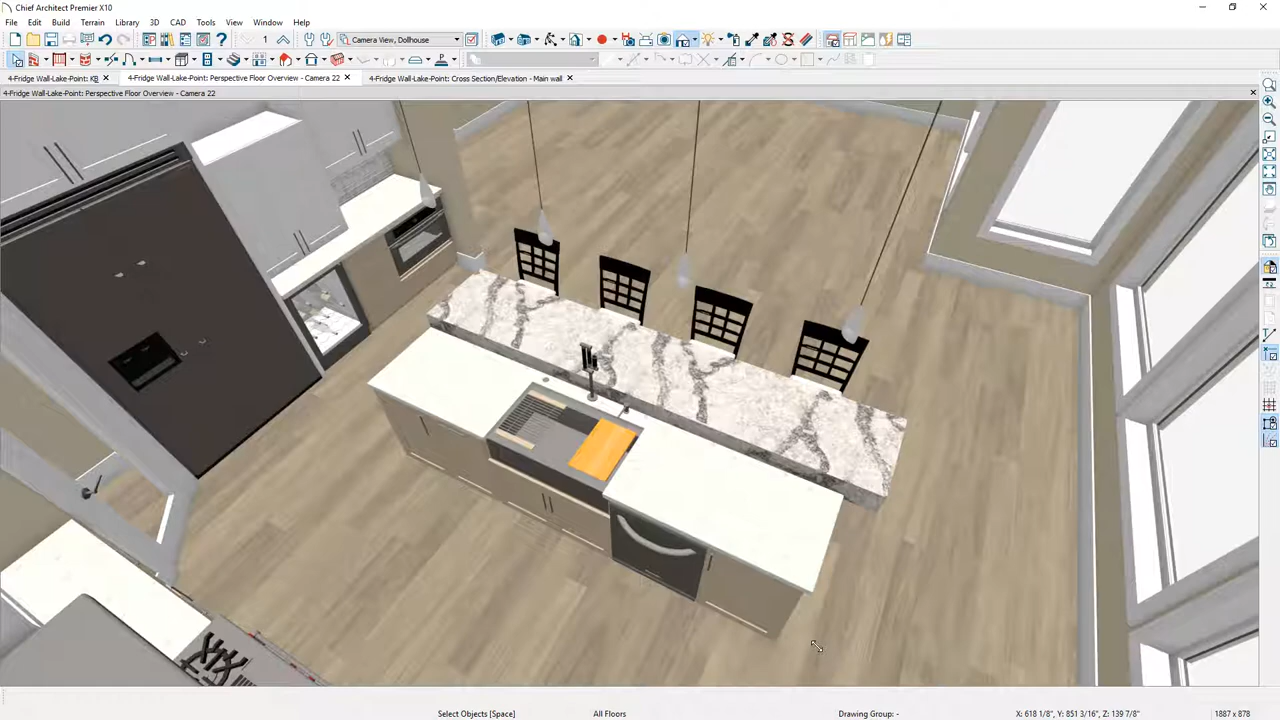 Chief Architect Premier X10
File Edit Build Terrain Library 3D CAD Tools View Window Help
1 Camera View, Dollhouse
4-Fridge Wall-Lake-Point: 4-Fridge Wall-Lake-Point: Perspective Floor Overview - Camera 22 4-Fridge Wall-Lake-Point: Cross Section/Elevation - Main wall
4-Fridge Wall-Lake-Point: Perspective Floor Overview - Camera 22
Select Objects [Space] All Floors Drawing Group: - X: 618 1/8", Y: 851 3/16", Z: 139 7/8" 1887 x 878